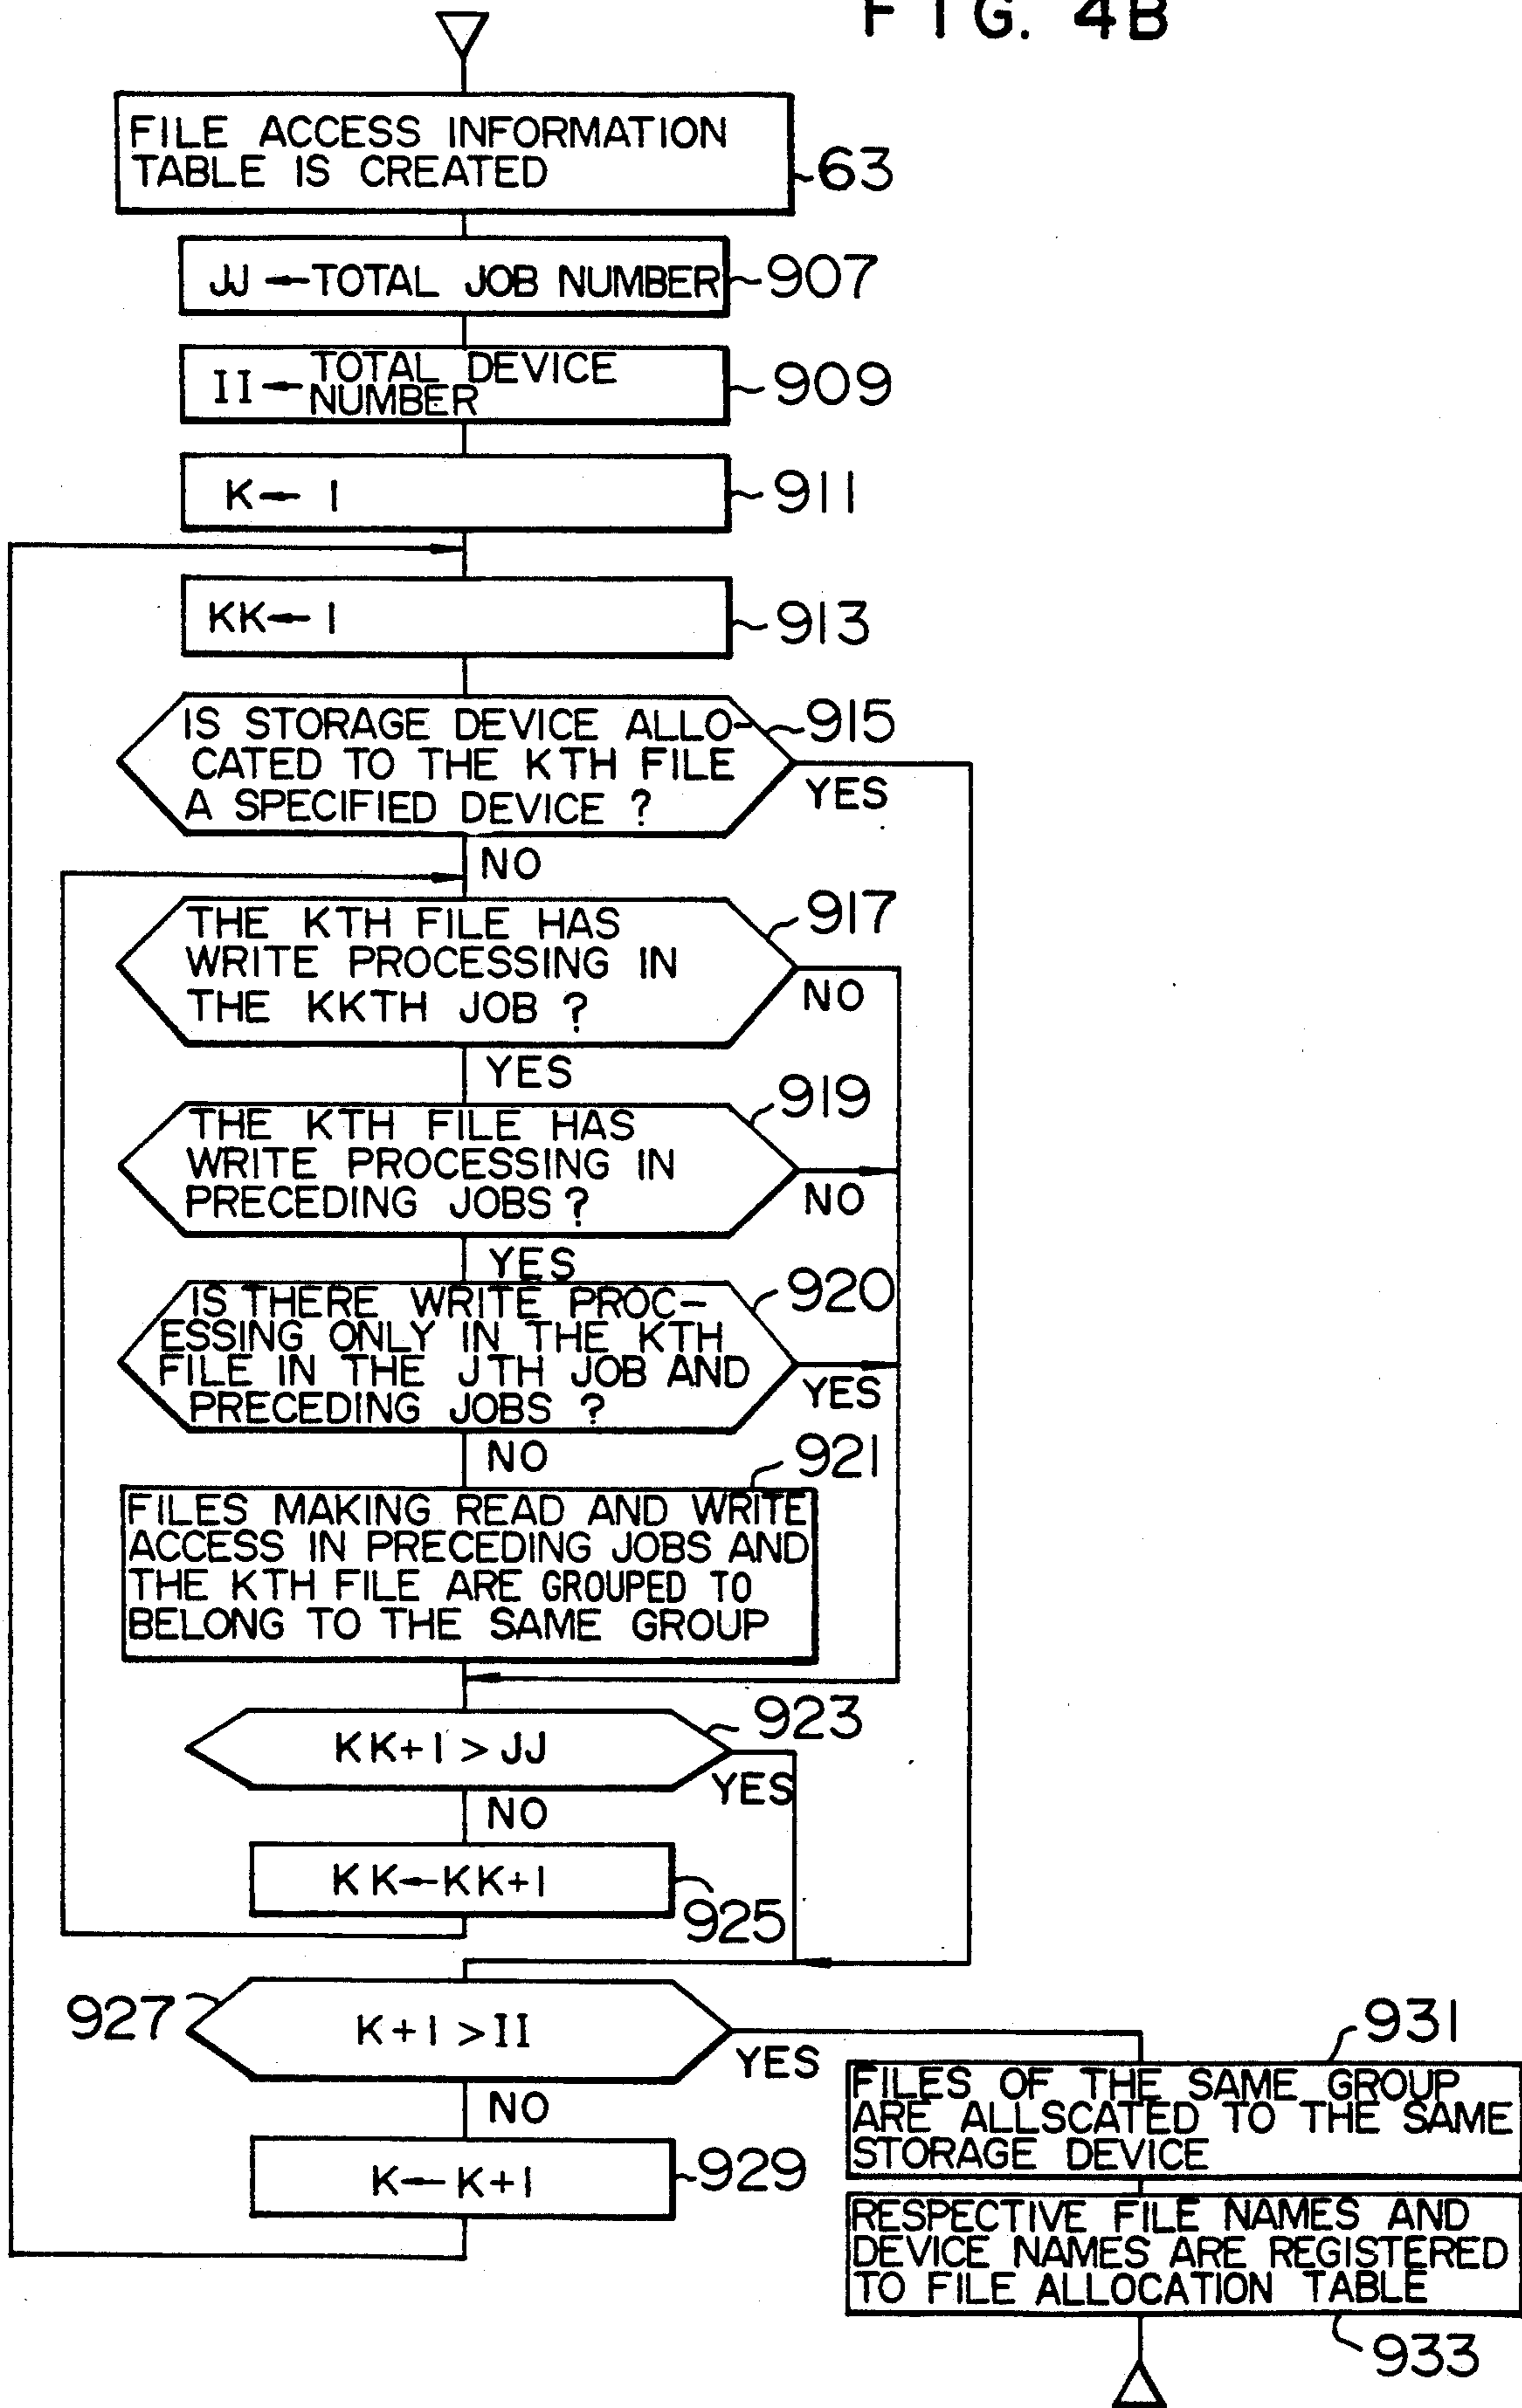 FIG. 4B
FILE ACCESS INFORMATION
TABLE IS CREATED
63
JJ ← TOTAL JOB NUMBER
907
II ← TOTAL DEVICE
NUMBER
909
K ← 1
911
KK ← 1
913
IS STORAGE DEVICE ALLO-
CATED TO THE KTH FILE
A SPECIFIED DEVICE ?
915
YES
NO
THE KTH FILE HAS
WRITE PROCESSING IN
THE KKTH JOB ?
917
NO
YES
THE KTH FILE HAS
WRITE PROCESSING IN
PRECEDING JOBS ?
919
NO
YES
IS THERE WRITE PROC-
ESSING ONLY IN THE KTH
FILE IN THE JTH JOB AND
PRECEDING JOBS ?
920
YES
NO
921
FILES MAKING READ AND WRITE
ACCESS IN PRECEDING JOBS AND
THE KTH FILE ARE GROUPED TO
BELONG TO THE SAME GROUP
923
KK+1 > JJ
YES
NO
KK ← KK+1
925
927
K+1 > II
YES
NO
K ← K+1
929
931
FILES OF THE SAME GROUP
ARE ALLSCATED TO THE SAME
STORAGE DEVICE
RESPECTIVE FILE NAMES AND
DEVICE NAMES ARE REGISTERED
TO FILE ALLOCATION TABLE
933